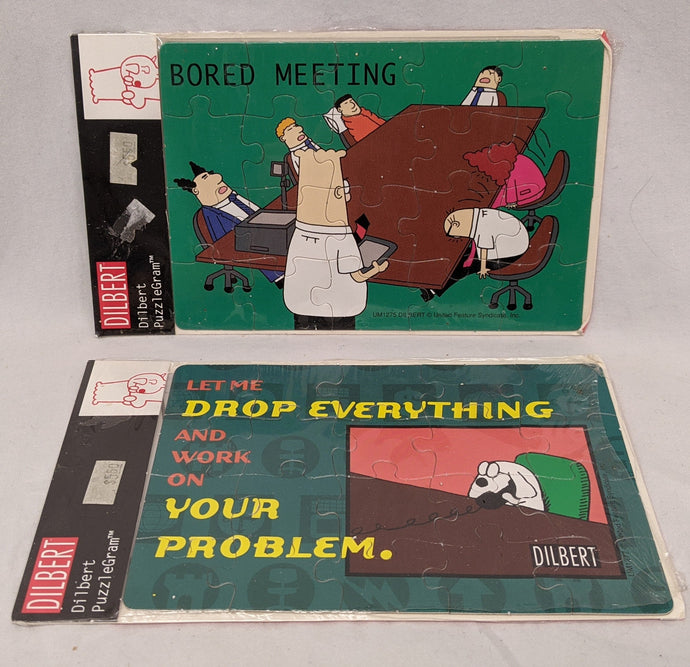 BORED MEETING
UM1275 DILBERT © United Feature Syndicate, Inc.
DILBERT
Dilbert
PuzzleGram™
LET ME
DROP EVERYTHING
AND
WORK
ON
YOUR
PROBLEM.
DILBERT
$550
DILBERT
Dilbert
PuzzleGram™